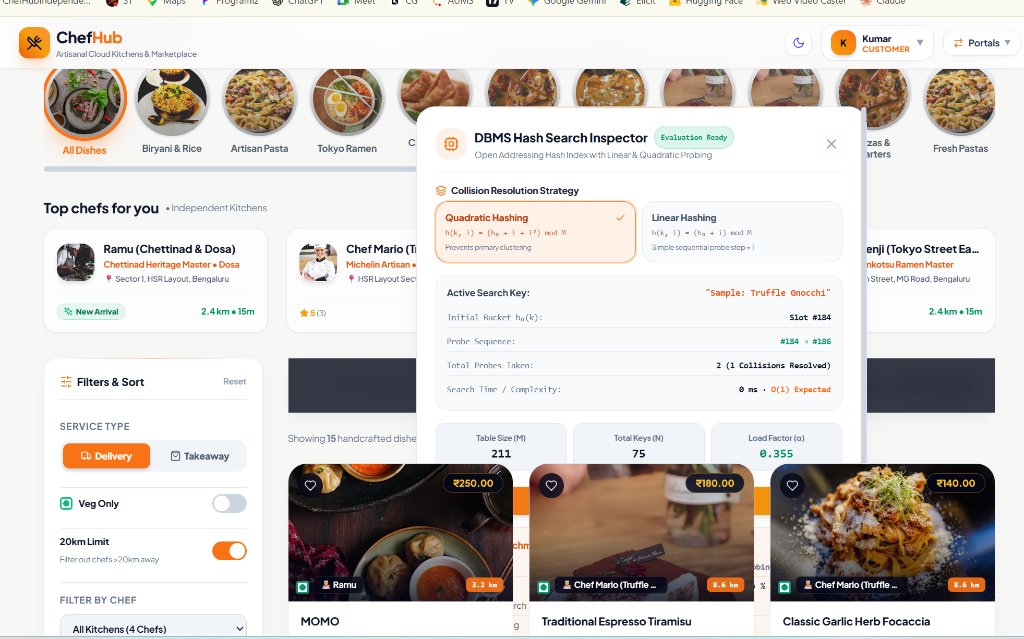 Maps
Programiz
ChatGPT
Meet
CG
AUMS
TV
Google Gemini
Elicit
Hugging Face
Web Video Caster
Claude
ChefHub
Artisanal Cloud Kitchens & Marketplace
K
Kumar
CUSTOMER
Portals
All Dishes
Biryani & Rice
Artisan Pasta
Tokyo Ramen
Fresh Pastas
Top chefs for you
• Independent Kitchens
Ramu (Chettinad & Dosa)
Chettinad Heritage Master • Dosa
Sector 1, HSR Layout, Bengaluru
New Arrival
2.4 km • 15m
Chef Mario (T
Michelin Artisan •
HSR Layout Sect
5 (3)
enji (Tokyo Street Ea...
nkotsu Ramen Master
n Street, MG Road, Bengaluru
2.4 km • 15m
DBMS Hash Search Inspector
Evaluation Ready
Open Addressing Hash Index with Linear & Quadratic Probing
Collision Resolution Strategy
Quadratic Hashing
h(k, i) = (h₀ + i + i²) mod M
Prevents primary clustering
Linear Hashing
h(k, i) = (h₀ + i) mod M
Simple sequential probe step = 1
Active Search Key:
"Sample: Truffle Gnocchi"
Initial Bucket h₀(k):
Slot #184
Probe Sequence:
#184 → #186
Total Probes Taken:
2 (1 Collisions Resolved)
Search Time / Complexity:
0 ms · O(1) Expected
Table Size (M)
211
Total Keys (N)
75
Load Factor (α)
0.355
Filters & Sort
Reset
SERVICE TYPE
Delivery
Takeaway
Veg Only
20km Limit
Filter out chefs >20km away
FILTER BY CHEF
All Kitchens (4 Chefs)
Showing 15 handcrafted dishe
₹250.00
Ramu
3.2 km
MOMO
₹180.00
Chef Mario (Truffle ...
8.6 km
Traditional Espresso Tiramisu
₹140.00
Chef Mario (Truffle ...
8.6 km
Classic Garlic Herb Focaccia